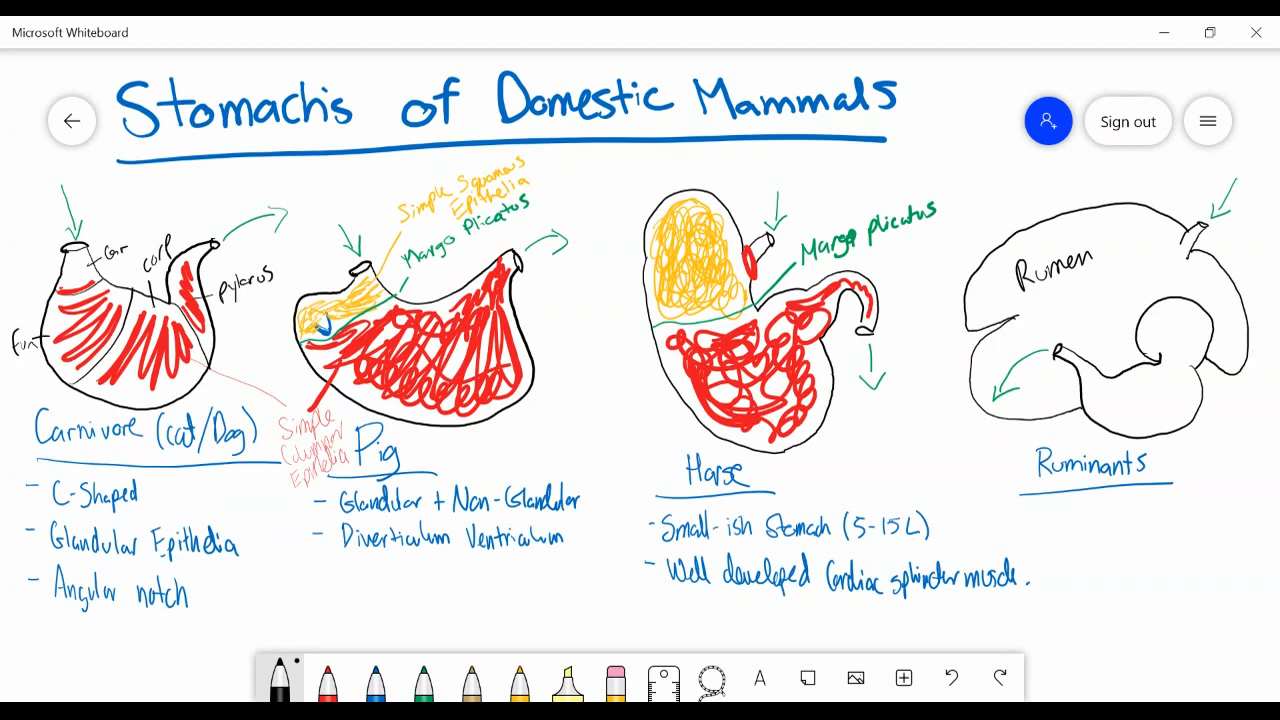 Microsoft Whiteboard
Stomach's of Domestic Mammals
Sign out
Simple Squamous
Epithelia
Margo Plicatus
Car
corp
pylarus
fun
Margo plicatus
Rumen
Simple
Columnar
Epithelia
Carnivore (cat/Dog)
- C-Shaped
- Glandular Epithelia
- Angular notch
Pig
- Glandular + Non-Glandular
- Diverticulum Ventriculum
Horse
- Small-ish Stomach (5-15L)
- Well developed Cardiac sphincter muscle.
Ruminants
A